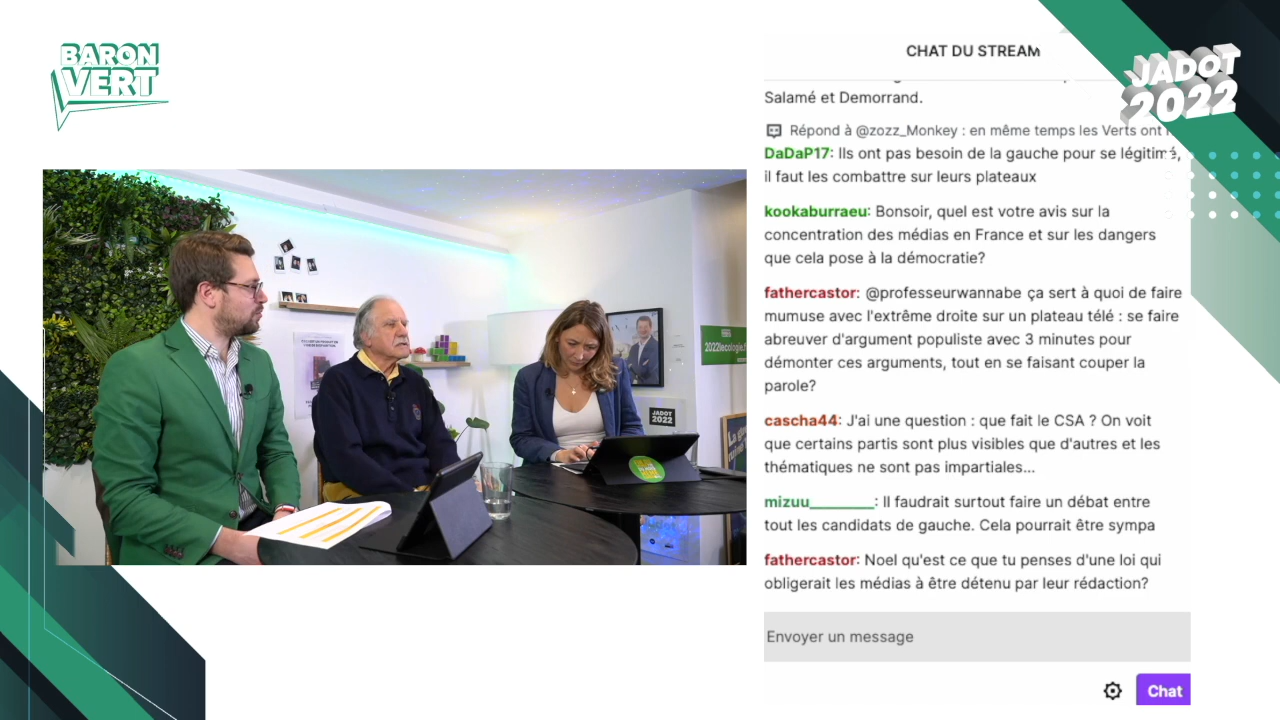 BARON
VERT
CHAT DU STREAM
JADOT
2022
Salamé et Demorrand.
Répond à @zozz_Monkey : en même temps les Verts ont
DaDaP17: Ils ont pas besoin de la gauche pour se légitimé,
il faut les combattre sur leurs plateaux
kookaburraeu: Bonsoir, quel est votre avis sur la
concentration des médias en France et sur les dangers
que cela pose à la démocratie?
fathercastor: @professeurwannabe ça sert à quoi de faire
mumuse avec l'extrême droite sur un plateau télé : se faire
abreuver d'argument populiste avec 3 minutes pour
démonter ces arguments, tout en se faisant couper la
parole?
cascha44: J'ai une question : que fait le CSA ? On voit
que certains partis sont plus visibles que d'autres et les
thématiques ne sont pas impartiales...
mizuu________: Il faudrait surtout faire un débat entre
tout les candidats de gauche. Cela pourrait être sympa
fathercastor: Noel qu'est ce que tu penses d'une loi qui
obligerait les médias à être détenu par leur rédaction?
Envoyer un message
Chat
2022lecologie.fr
JADOT
2022